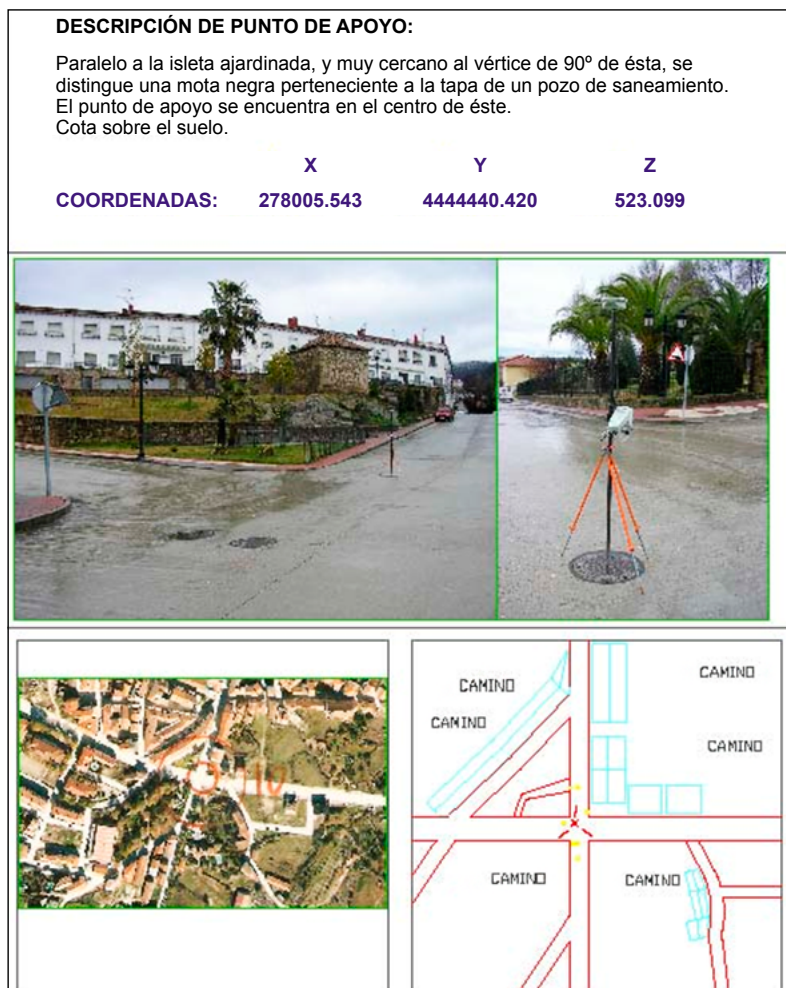 DESCRIPCIÓN DE PUNTO DE APOYO:
Paralelo a la isleta ajardinada, y muy cercano al vértice de 90º de ésta, se
distingue una mota negra perteneciente a la tapa de un pozo de saneamiento.
El punto de apoyo se encuentra en el centro de éste.
Cota sobre el suelo.
X Y Z
COORDENADAS: 278005.543 4444440.420 523.099
CAMINO
CAMINO
CAMINO
CAMINO
CAMINO
CAMINO